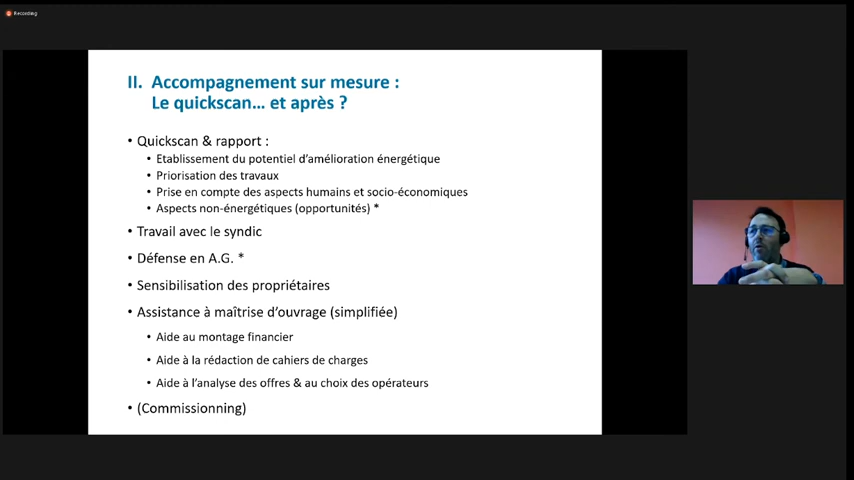 Recording
II. Accompagnement sur mesure :
Le quickscan... et après ?
• Quickscan & rapport :
• Etablissement du potentiel d'amélioration énergétique
• Priorisation des travaux
• Prise en compte des aspects humains et socio-économiques
• Aspects non-énergétiques (opportunités) *
• Travail avec le syndic
• Défense en A.G. *
• Sensibilisation des propriétaires
• Assistance à maîtrise d'ouvrage (simplifiée)
• Aide au montage financier
• Aide à la rédaction de cahiers de charges
• Aide à l'analyse des offres & au choix des opérateurs
• (Commissionning)